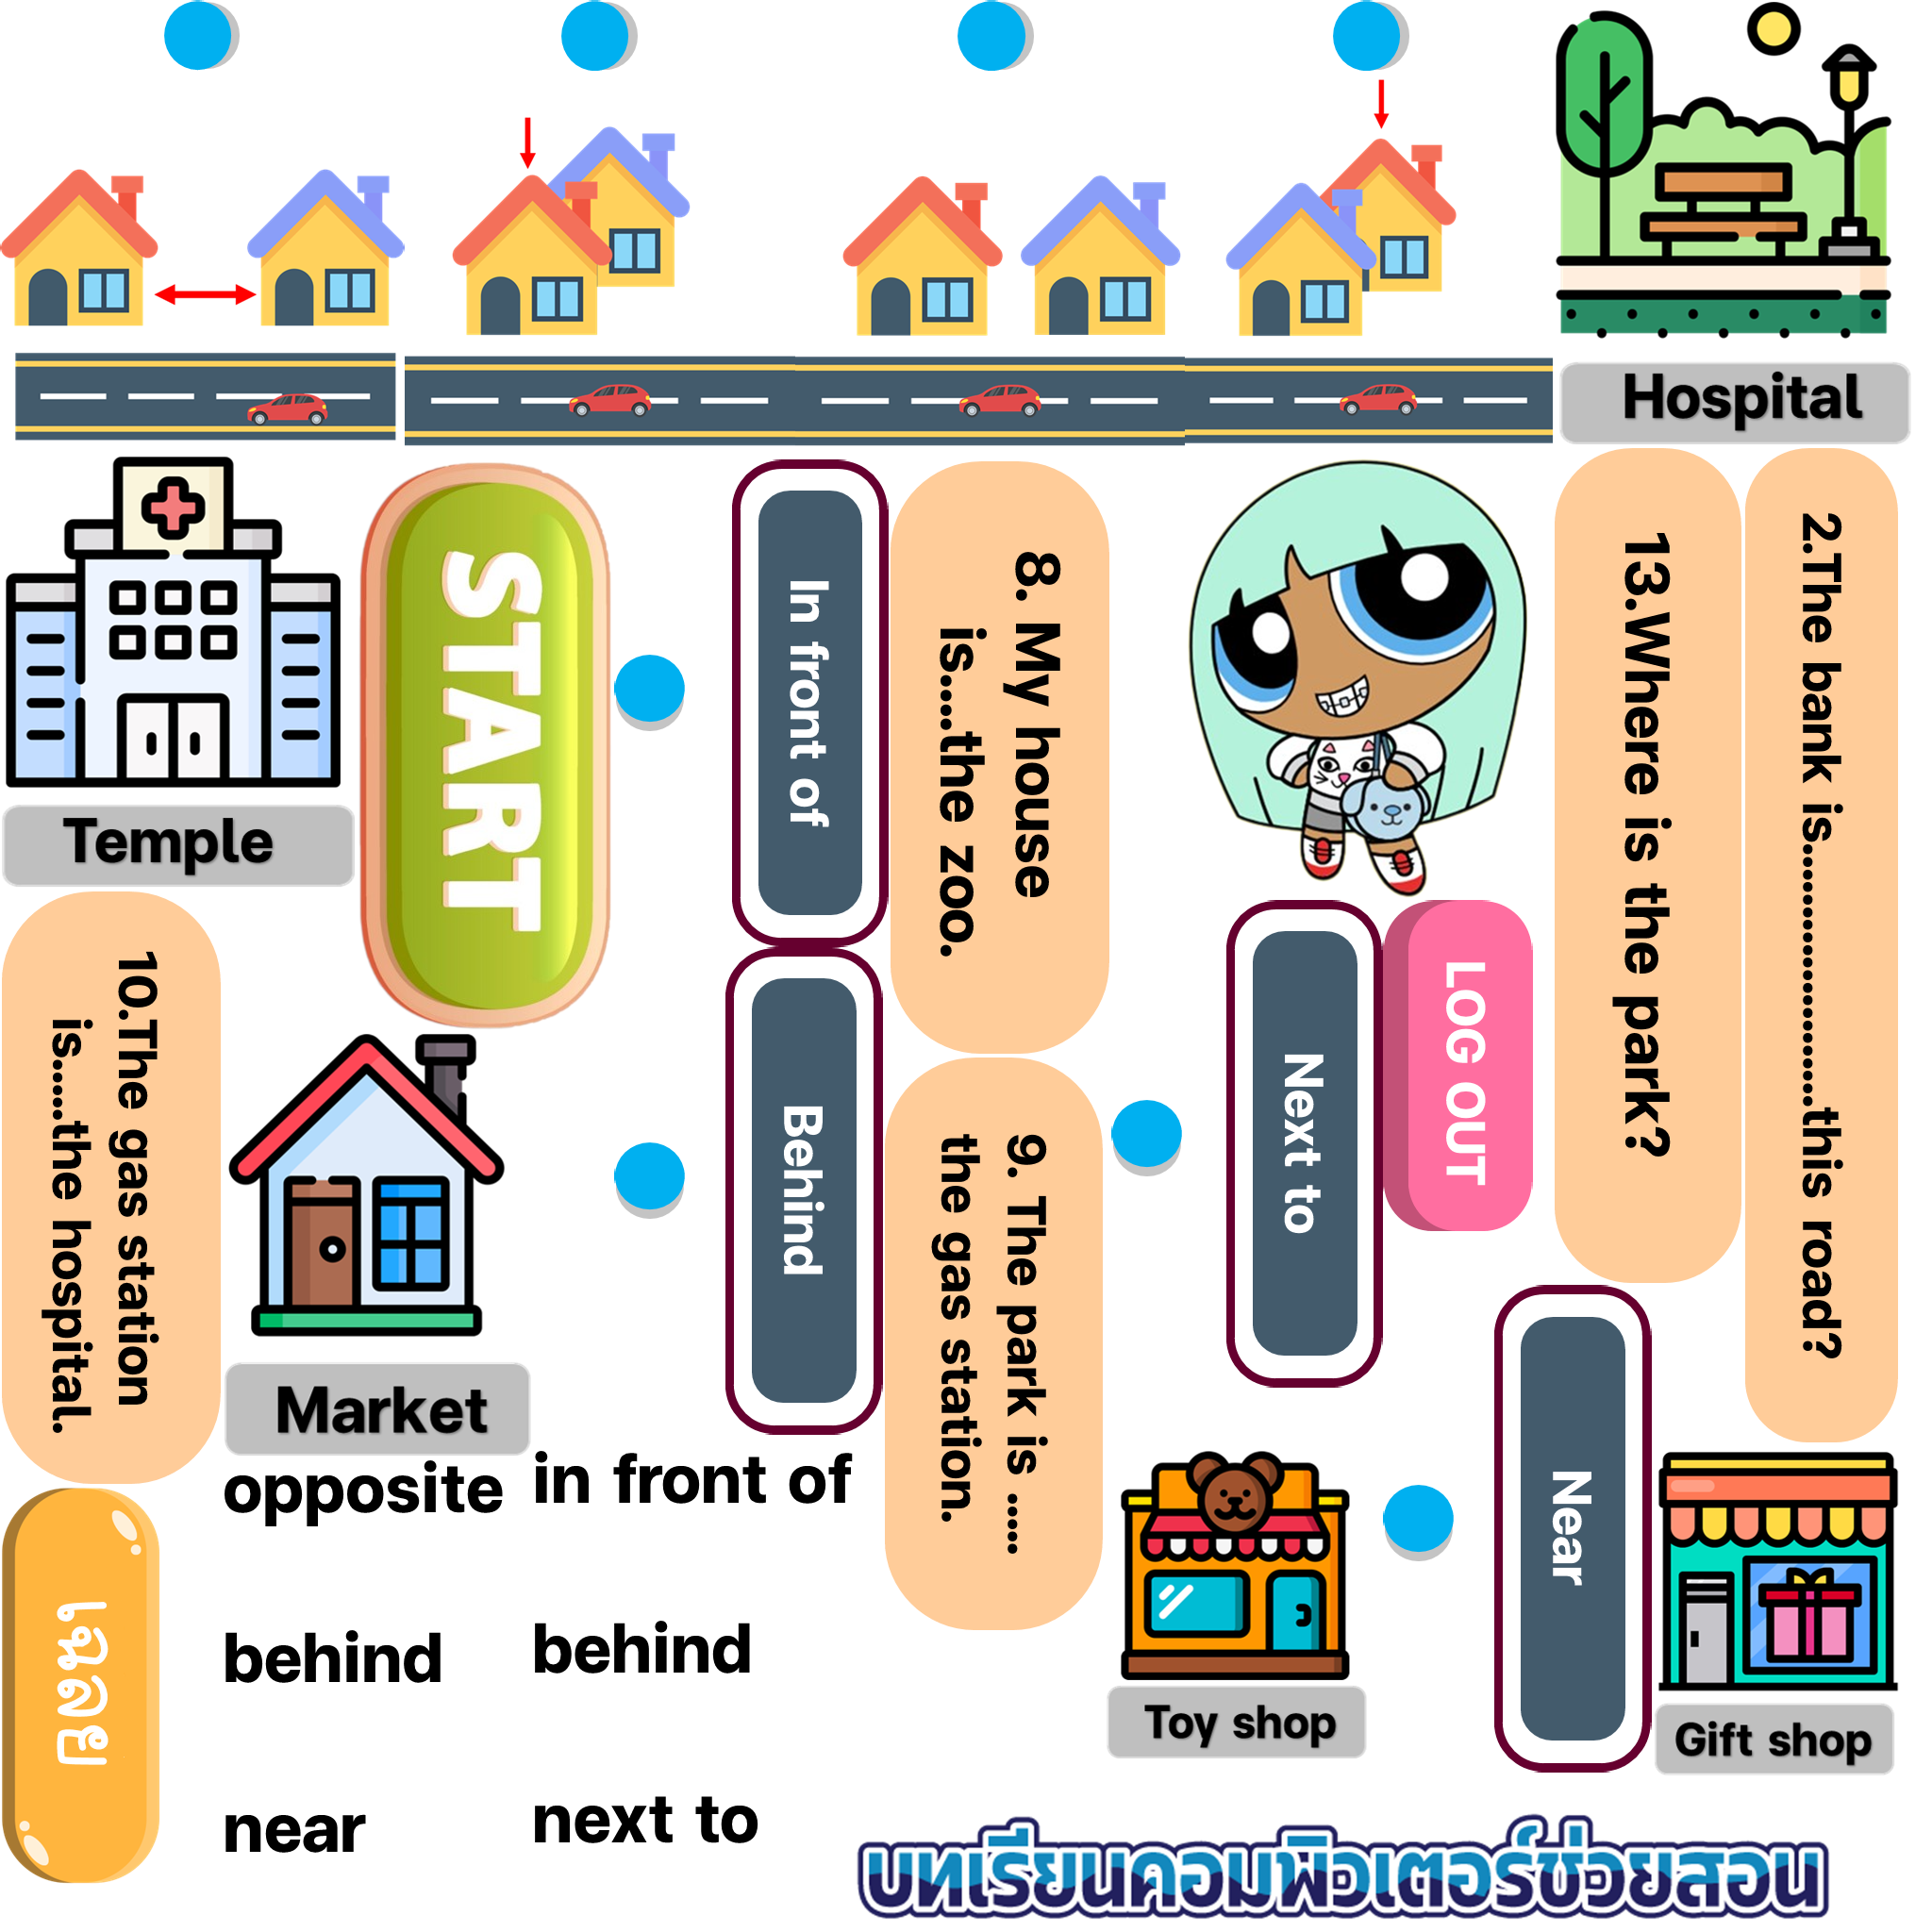 Hospital
START
In front of
8. My house
is....the zoo.
13.Where is the park?
2.The bank is..............................this road?
Temple
LOG OUT
Next to
10.The gas station
is.....the hospital.
Behind
9. The park is .....
the gas station.
Near
Market
opposite
in front of
behind
behind
near
next to
เฉลย
Toy shop
Gift shop
บทเรียนคอมพิวเตอร์ช่วยสอน